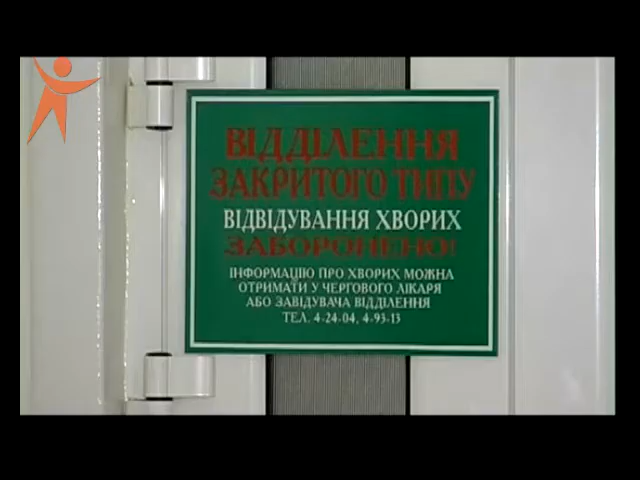 ВІДДІЛЕННЯ
ЗАКРИТОГО ТИПУ
ВІДВІДУВАННЯ ХВОРИХ
ЗАБОРОНЕНО!
ІНФОРМАЦІЮ ПРО ХВОРИХ МОЖНА
ОТРИМАТИ У ЧЕРГОВОГО ЛІКАРЯ
АБО ЗАВІДУВАЧА ВІДДІЛЕННЯ
ТЕЛ. 4-24-04, 4-93-13